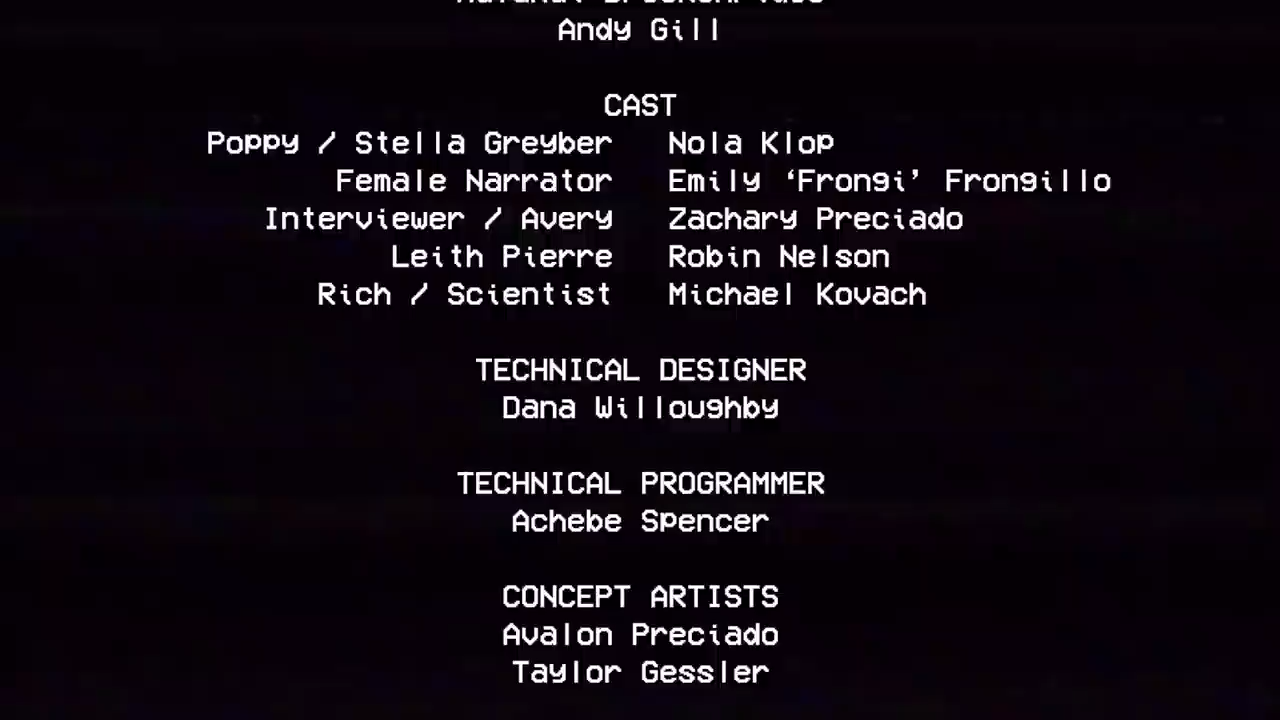 Andy Gill
CAST
Poppy / Stella Greyber Nola Klop
Female Narrator Emily ‘Frongi’ Frongillo
Interviewer / Avery Zachary Preciado
Leith Pierre Robin Nelson
Rich / Scientist Michael Kovach
TECHNICAL DESIGNER
Dana Willoughby
TECHNICAL PROGRAMMER
Achebe Spencer
CONCEPT ARTISTS
Avalon Preciado
Taylor Gessler